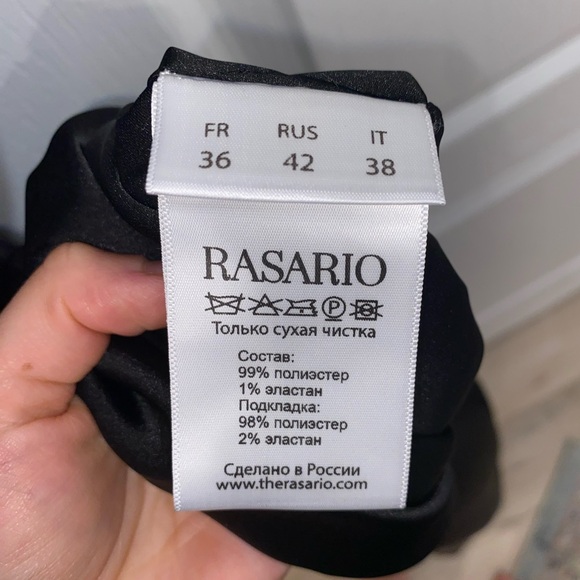 FR RUS IT
36 42 38
RASARIO
P
Только сухая чистка
Состав:
99% полиэстер
1% эластан
Подкладка:
98% полиэстер
2% эластан
Сделано в России
www.therasario.com